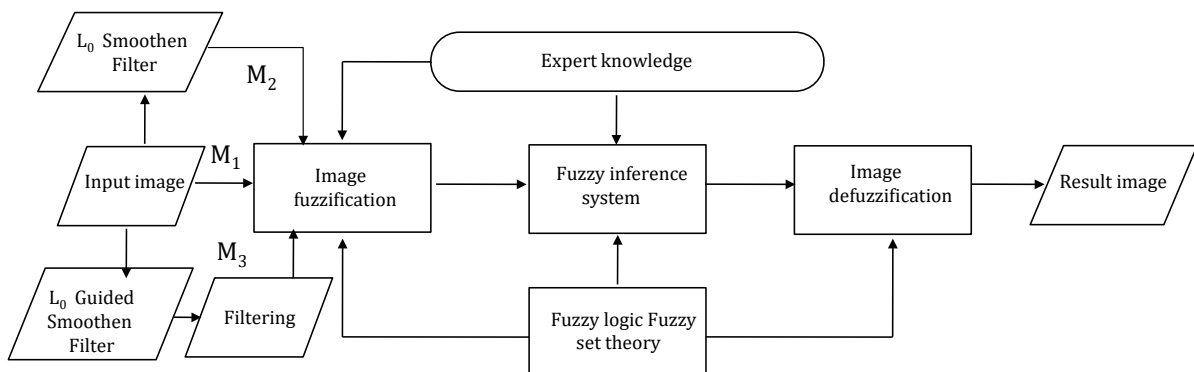 L₀ Smoothen
Filter
M₂
Expert knowledge
M₁
Input image
Image
fuzzification
Fuzzy inference
system
Image
defuzzification
Result image
M₃
L₀ Guided
Smoothen
Filter
Filtering
Fuzzy logic Fuzzy
set theory